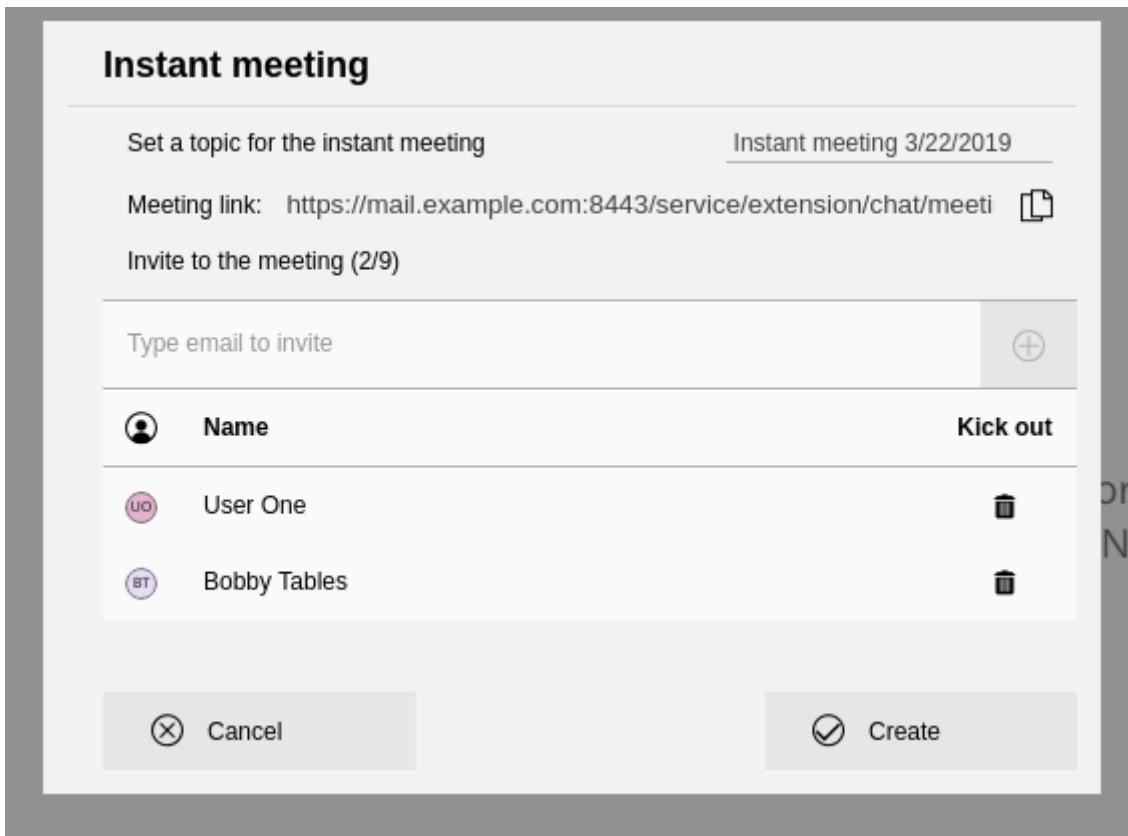 Instant meeting
Set a topic for the instant meeting Instant meeting 3/22/2019
Meeting link: https://mail.example.com:8443/service/extension/chat/meeti
Invite to the meeting (2/9)
Type email to invite
Name Kick out
UO User One
BT Bobby Tables
Cancel Create